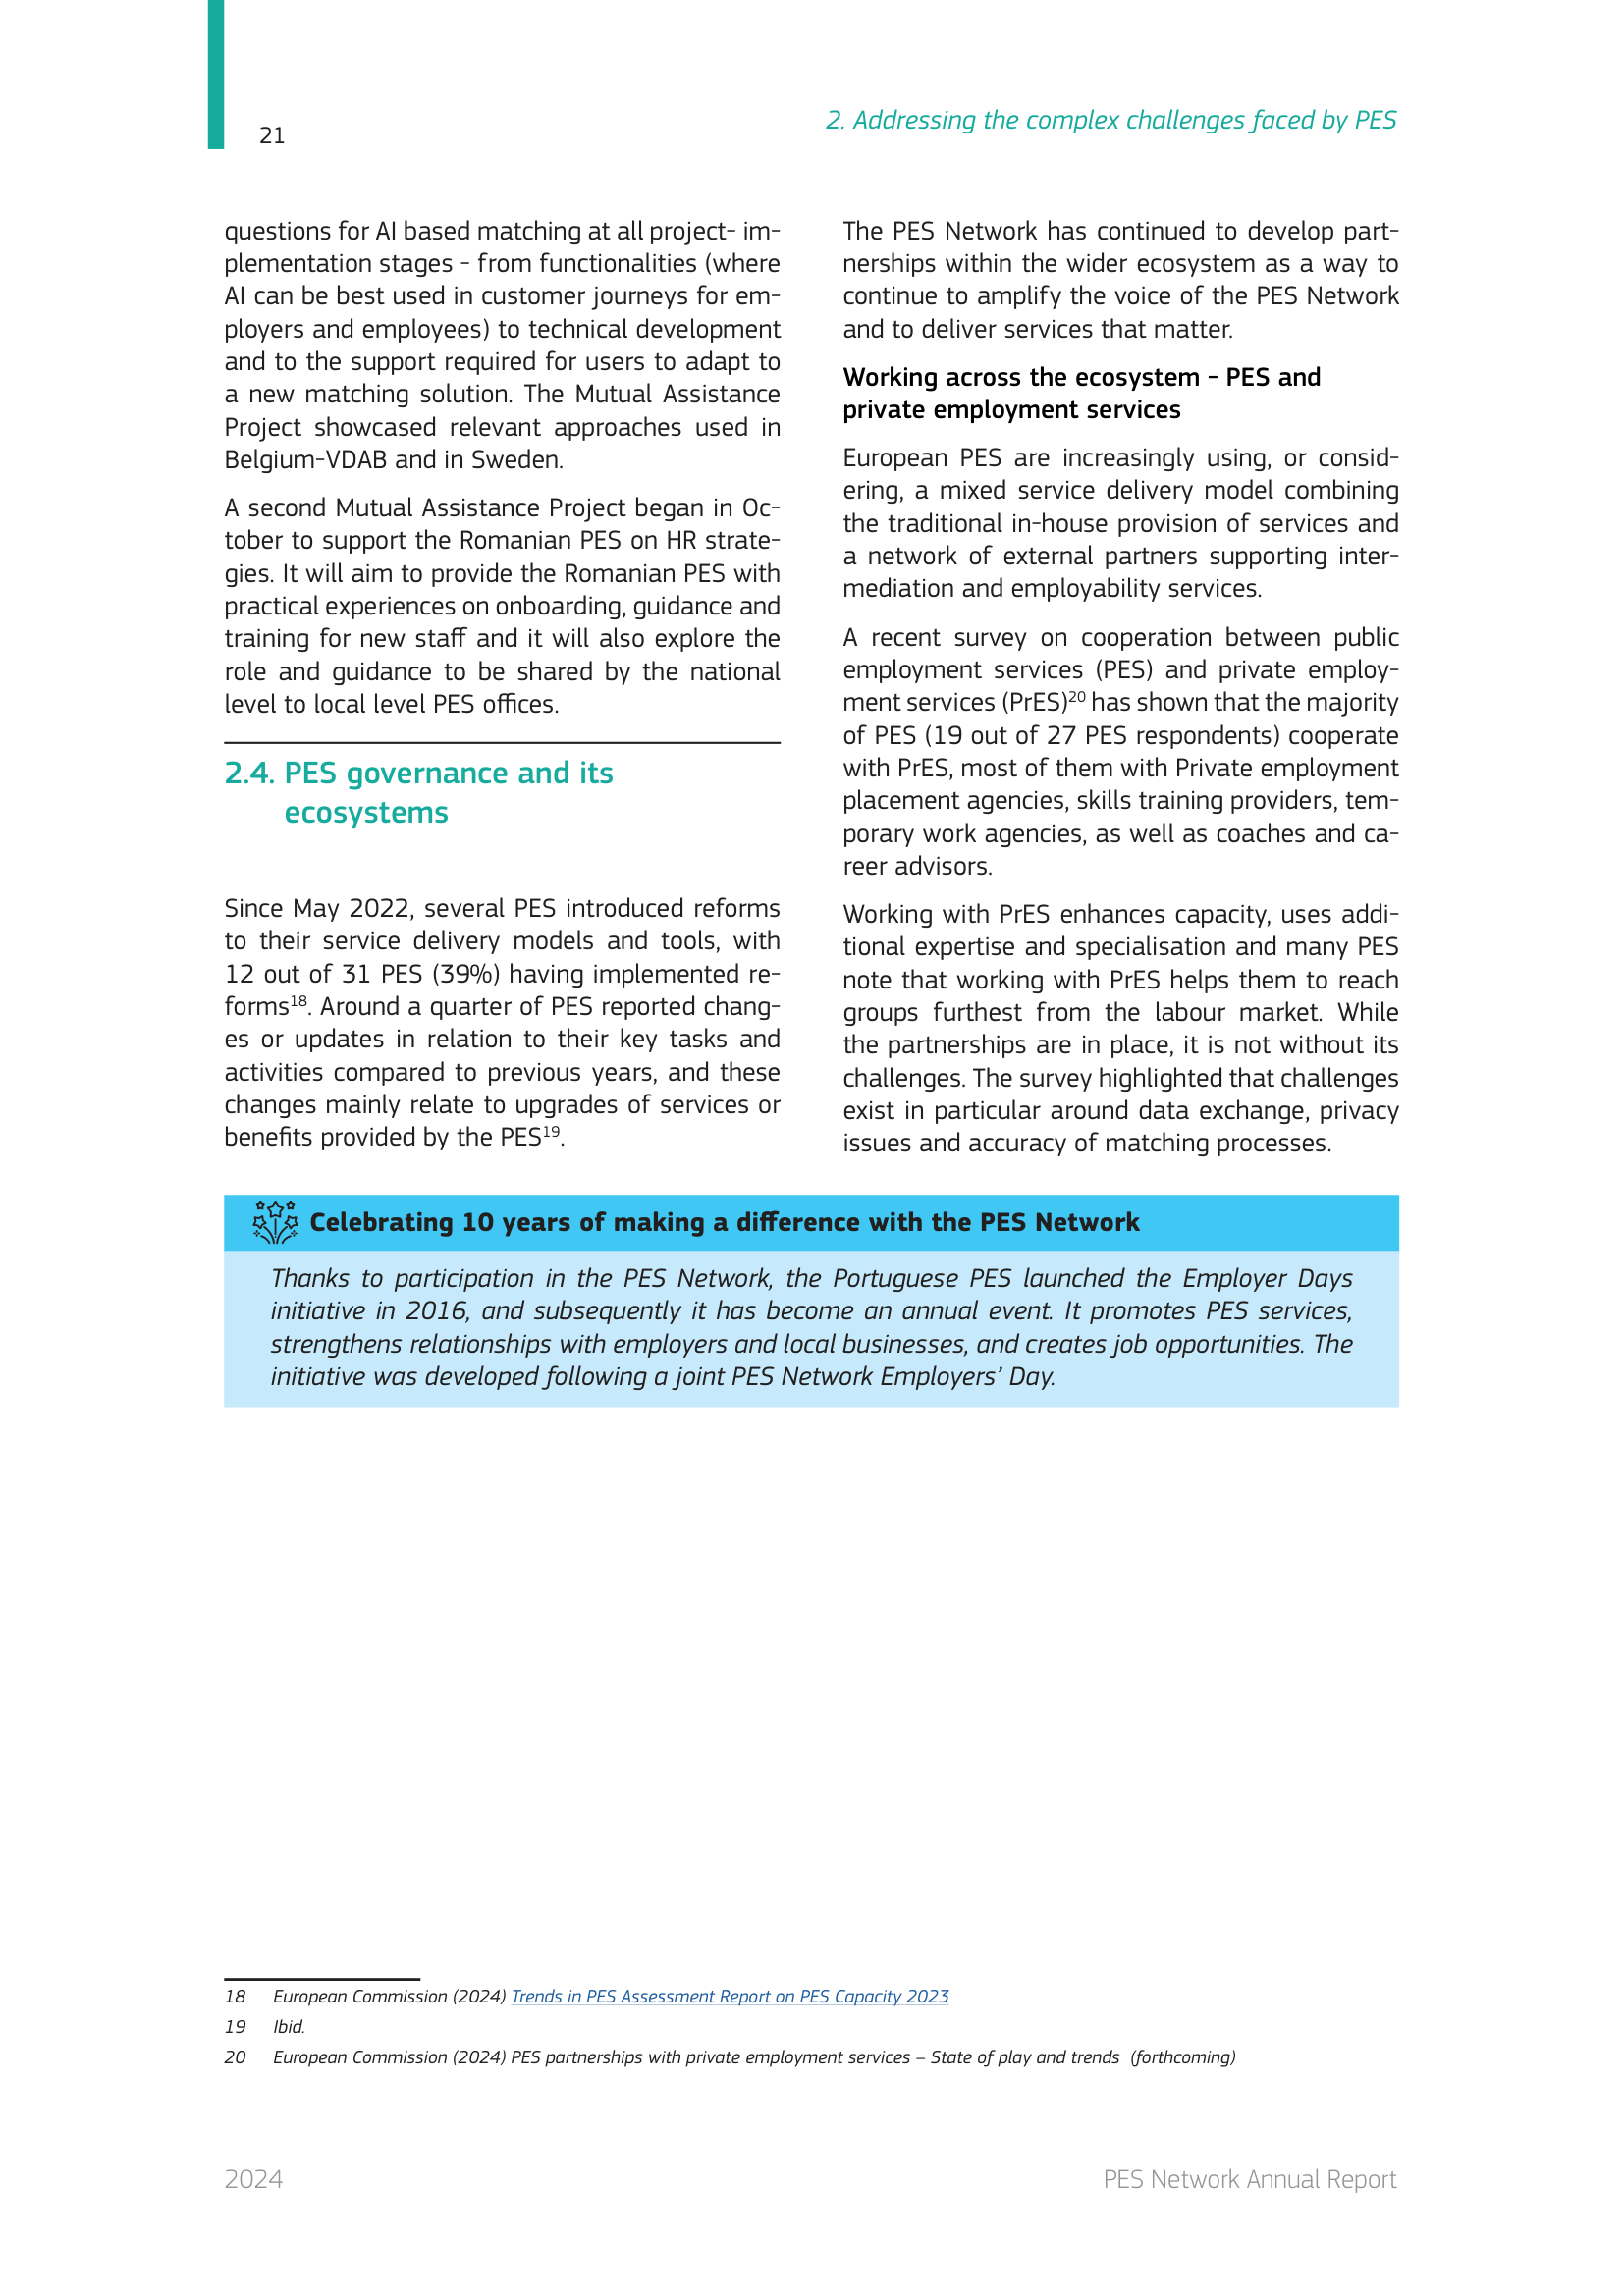 21
2. Addressing the complex challenges faced by PES
questions for AI based matching at all project- im-
plementation stages - from functionalities (where
AI can be best used in customer journeys for em-
ployers and employees) to technical development
and to the support required for users to adapt to
a new matching solution. The Mutual Assistance
Project showcased relevant approaches used in
Belgium-VDAB and in Sweden.
A second Mutual Assistance Project began in Oc-
tober to support the Romanian PES on HR strate-
gies. It will aim to provide the Romanian PES with
practical experiences on onboarding, guidance and
training for new staff and it will also explore the
role and guidance to be shared by the national
level to local level PES offices.
2.4. PES governance and its
ecosystems
Since May 2022, several PES introduced reforms
to their service delivery models and tools, with
12 out of 31 PES (39%) having implemented re-
forms18. Around a quarter of PES reported chang-
es or updates in relation to their key tasks and
activities compared to previous years, and these
changes mainly relate to upgrades of services or
benefits provided by the PES19.
The PES Network has continued to develop part-
nerships within the wider ecosystem as a way to
continue to amplify the voice of the PES Network
and to deliver services that matter.
Working across the ecosystem - PES and
private employment services
European PES are increasingly using, or consid-
ering, a mixed service delivery model combining
the traditional in-house provision of services and
a network of external partners supporting inter-
mediation and employability services.
A recent survey on cooperation between public
employment services (PES) and private employ-
ment services (PrES)20 has shown that the majority
of PES (19 out of 27 PES respondents) cooperate
with PrES, most of them with Private employment
placement agencies, skills training providers, tem-
porary work agencies, as well as coaches and ca-
reer advisors.
Working with PrES enhances capacity, uses addi-
tional expertise and specialisation and many PES
note that working with PrES helps them to reach
groups furthest from the labour market. While
the partnerships are in place, it is not without its
challenges. The survey highlighted that challenges
exist in particular around data exchange, privacy
issues and accuracy of matching processes.
Celebrating 10 years of making a difference with the PES Network
Thanks to participation in the PES Network, the Portuguese PES launched the Employer Days
initiative in 2016, and subsequently it has become an annual event. It promotes PES services,
strengthens relationships with employers and local businesses, and creates job opportunities. The
initiative was developed following a joint PES Network Employers’ Day.
18 European Commission (2024) Trends in PES Assessment Report on PES Capacity 2023
19 Ibid.
20 European Commission (2024) PES partnerships with private employment services – State of play and trends (forthcoming)
2024
PES Network Annual Report